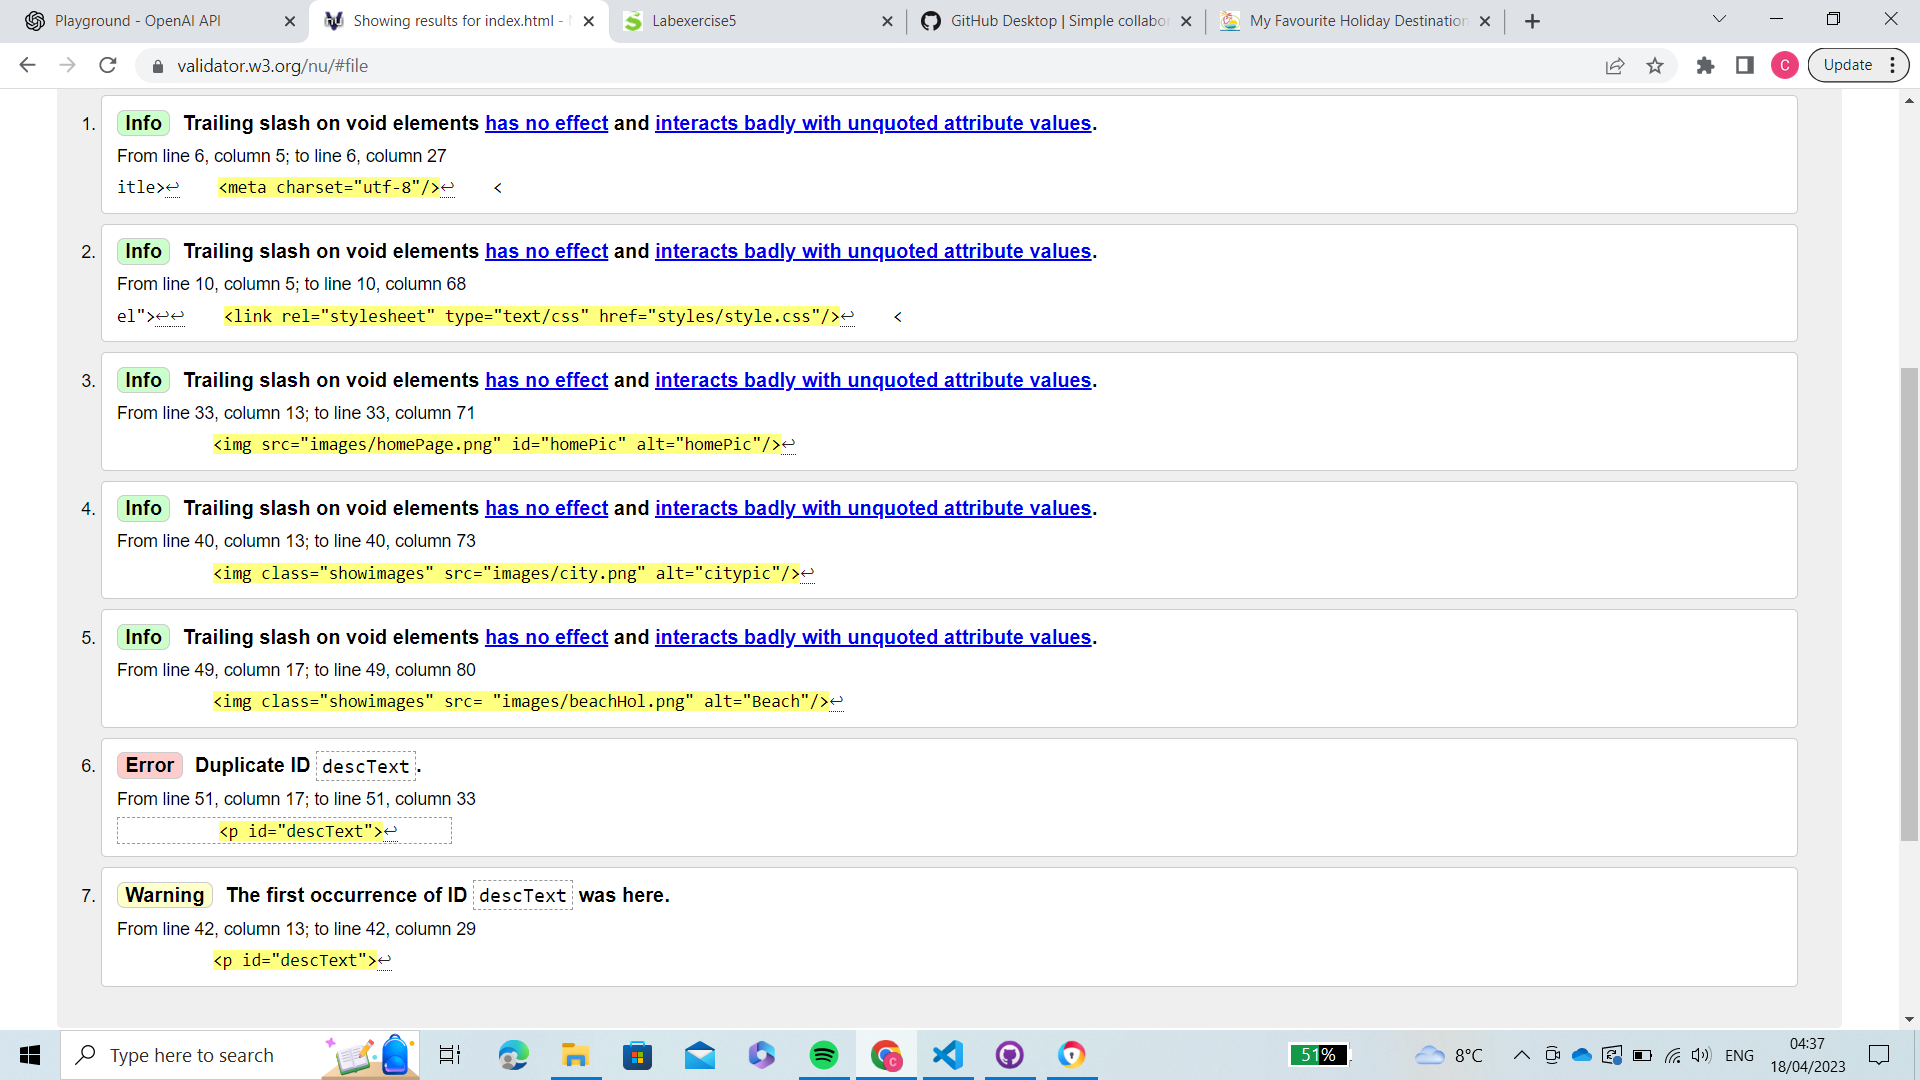 Playground - OpenAI API
Showing results for index.html - N
Labexercise5
GitHub Desktop | Simple collabor
My Favourite Holiday Destination
validator.w3.org/nu/#file
C
Update
1. Info Trailing slash on void elements has no effect and interacts badly with unquoted attribute values.
From line 6, column 5; to line 6, column 27
itle>↩ <meta charset="utf-8"/>↩ <
2. Info Trailing slash on void elements has no effect and interacts badly with unquoted attribute values.
From line 10, column 5; to line 10, column 68
el">↩↩ <link rel="stylesheet" type="text/css" href="styles/style.css"/>↩ <
3. Info Trailing slash on void elements has no effect and interacts badly with unquoted attribute values.
From line 33, column 13; to line 33, column 71
<img src="images/homePage.png" id="homePic" alt="homePic"/>↩
4. Info Trailing slash on void elements has no effect and interacts badly with unquoted attribute values.
From line 40, column 13; to line 40, column 73
<img class="showimages" src="images/city.png" alt="citypic"/>↩
5. Info Trailing slash on void elements has no effect and interacts badly with unquoted attribute values.
From line 49, column 17; to line 49, column 80
<img class="showimages" src= "images/beachHol.png" alt="Beach"/>↩
6. Error Duplicate ID descText.
From line 51, column 17; to line 51, column 33
<p id="descText">↩
7. Warning The first occurrence of ID descText was here.
From line 42, column 13; to line 42, column 29
<p id="descText">↩
Type here to search
C
51%
8°C
ENG
04:37
18/04/2023